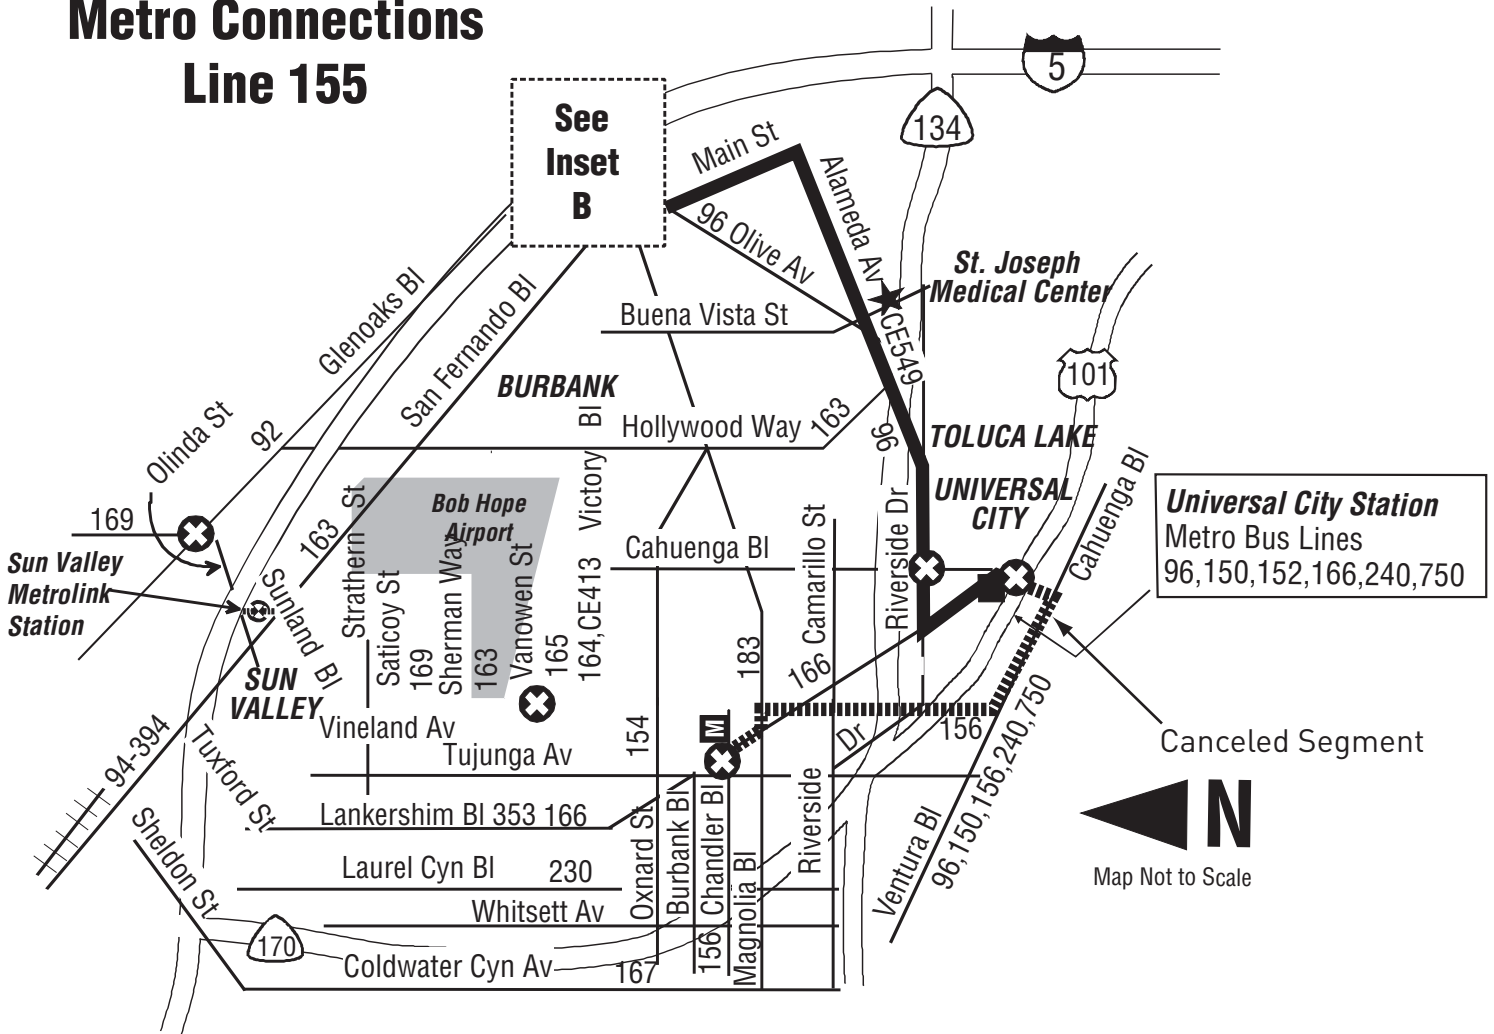 Metro Connections
Line 155
See
Inset
B
5
134
Main St
Alameda Av
96 Olive Av
St. Joseph
Medical Center
Buena Vista St
CE549
101
Glenoaks Bl
San Fernando Bl
BURBANK
Hollywood Way
163
96
TOLUCA LAKE
UNIVERSAL
CITY
Olinda St
92
169
163
Sun Valley
Metrolink
Station
Bob Hope
Airport
Strathern St
Saticoy St
169
Sherman Way
163
Vanowen St
165
164,CE413 Victory Bl
Cahuenga Bl
Camarillo St
Riverside Dr
Cahuenga Bl
Universal City Station
Metro Bus Lines
96,150,152,166,240,750
Sunland Bl
SUN
VALLEY
Vineland Av
Tujunga Av
154
183
166
M
156
Dr
Riverside
96,150,156,240,750
Canceled Segment
N
Map Not to Scale
94-394
Tuxford St
Sheldon St
Lankershim Bl 353 166
Laurel Cyn Bl 230
Whitsett Av
170
Coldwater Cyn Av
167
Oxnard St
Burbank Bl
156 Chandler Bl
Magnolia Bl
Ventura Bl